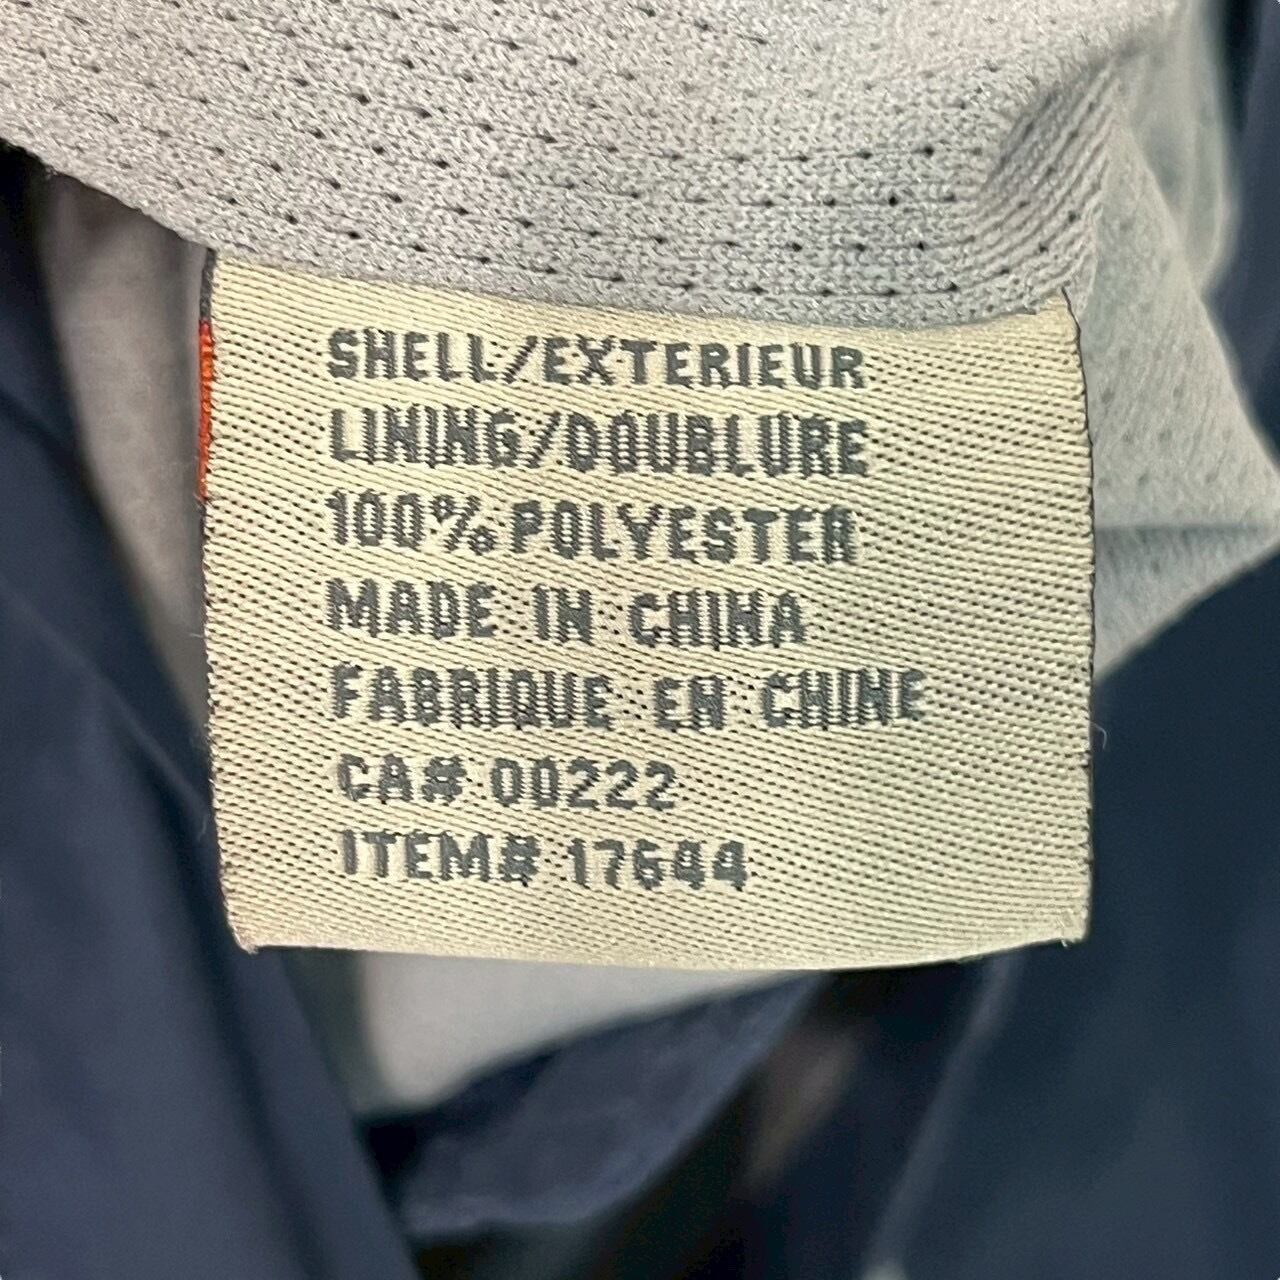 SHELL/EXTERIEUR
LINING/DOUBLURE
100% POLYESTER
MADE IN CHINA
FABRIQUE EN CHINE
CA# 00222
ITEM# 17644